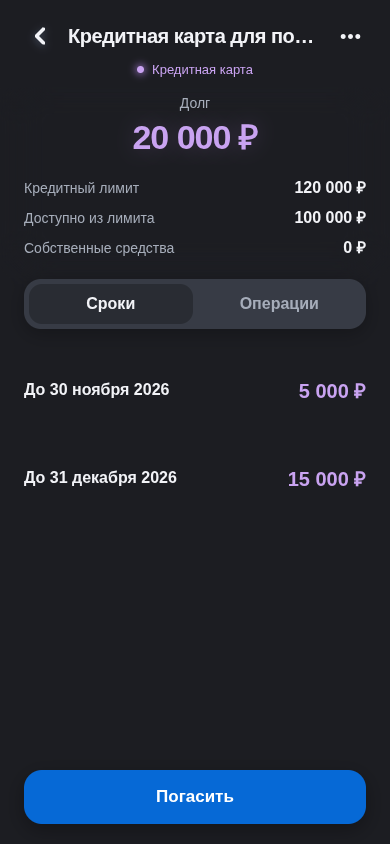 Кредитная карта для по…
Кредитная карта
Долг
20 000 ₽
Кредитный лимит 120 000 ₽
Доступно из лимита 100 000 ₽
Собственные средства 0 ₽
Сроки Операции
До 30 ноября 2026 5 000 ₽
До 31 декабря 2026 15 000 ₽
Погасить